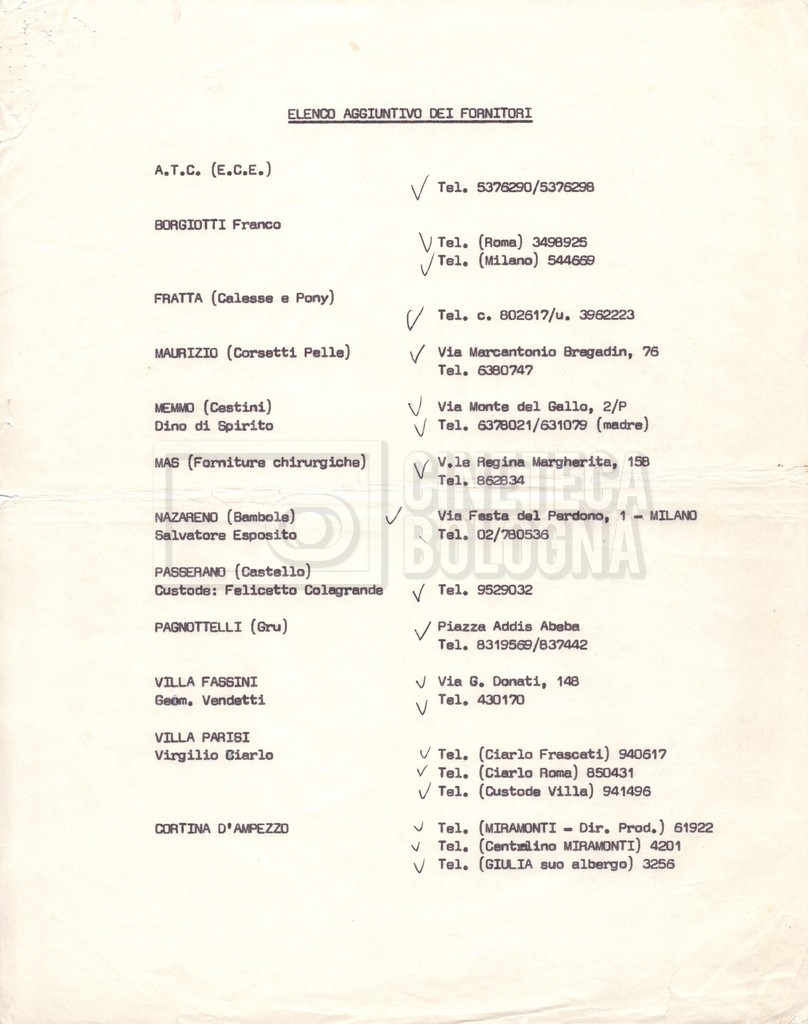 ELENCO AGGIUNTIVO DEI FORNITORI
A.T.C. (E.C.E.)
Tel. 5376290/5376298
BORGIOTTI Franco
Tel. (Roma) 3498925
Tel. (Milano) 544669
FRATTA (Calesse e Pony)
Tel. c. 802617/u. 3962223
MAURIZIO (Corsetti Pelle) Via Marcantonio Bragadin, 76
Tel. 6380747
MEMMO (Cestini) Via Monte del Gallo, 2/P
Dino di Spirito Tel. 6378021/631079 (madre)
MAS (Forniture chirurgiche) V.le Regina Margherita, 158
Tel. 862834
NAZARENO (Bambole) Via Festa del Perdono, 1 - MILANO
Salvatore Esposito Tel. 02/780536
PASSERANO (Castello)
Custode: Felicetto Colagrande Tel. 9529032
PAGNOTTELLI (Gru) Piazza Addis Abeba
Tel. 8319569/837442
VILLA FASSINI Via G. Donati, 148
Geom. Vendetti Tel. 430170
VILLA PARISI
Virgilio Ciarlo Tel. (Ciarlo Frascati) 940617
Tel. (Ciarlo Roma) 850431
Tel. (Custode Villa) 941496
CORTINA D'AMPEZZO Tel. (MIRAMONTI - Dir. Prod.) 61922
Tel. (Centralino MIRAMONTI) 4201
Tel. (GIULIA suo albergo) 3256
CINETECA
BOLOGNA